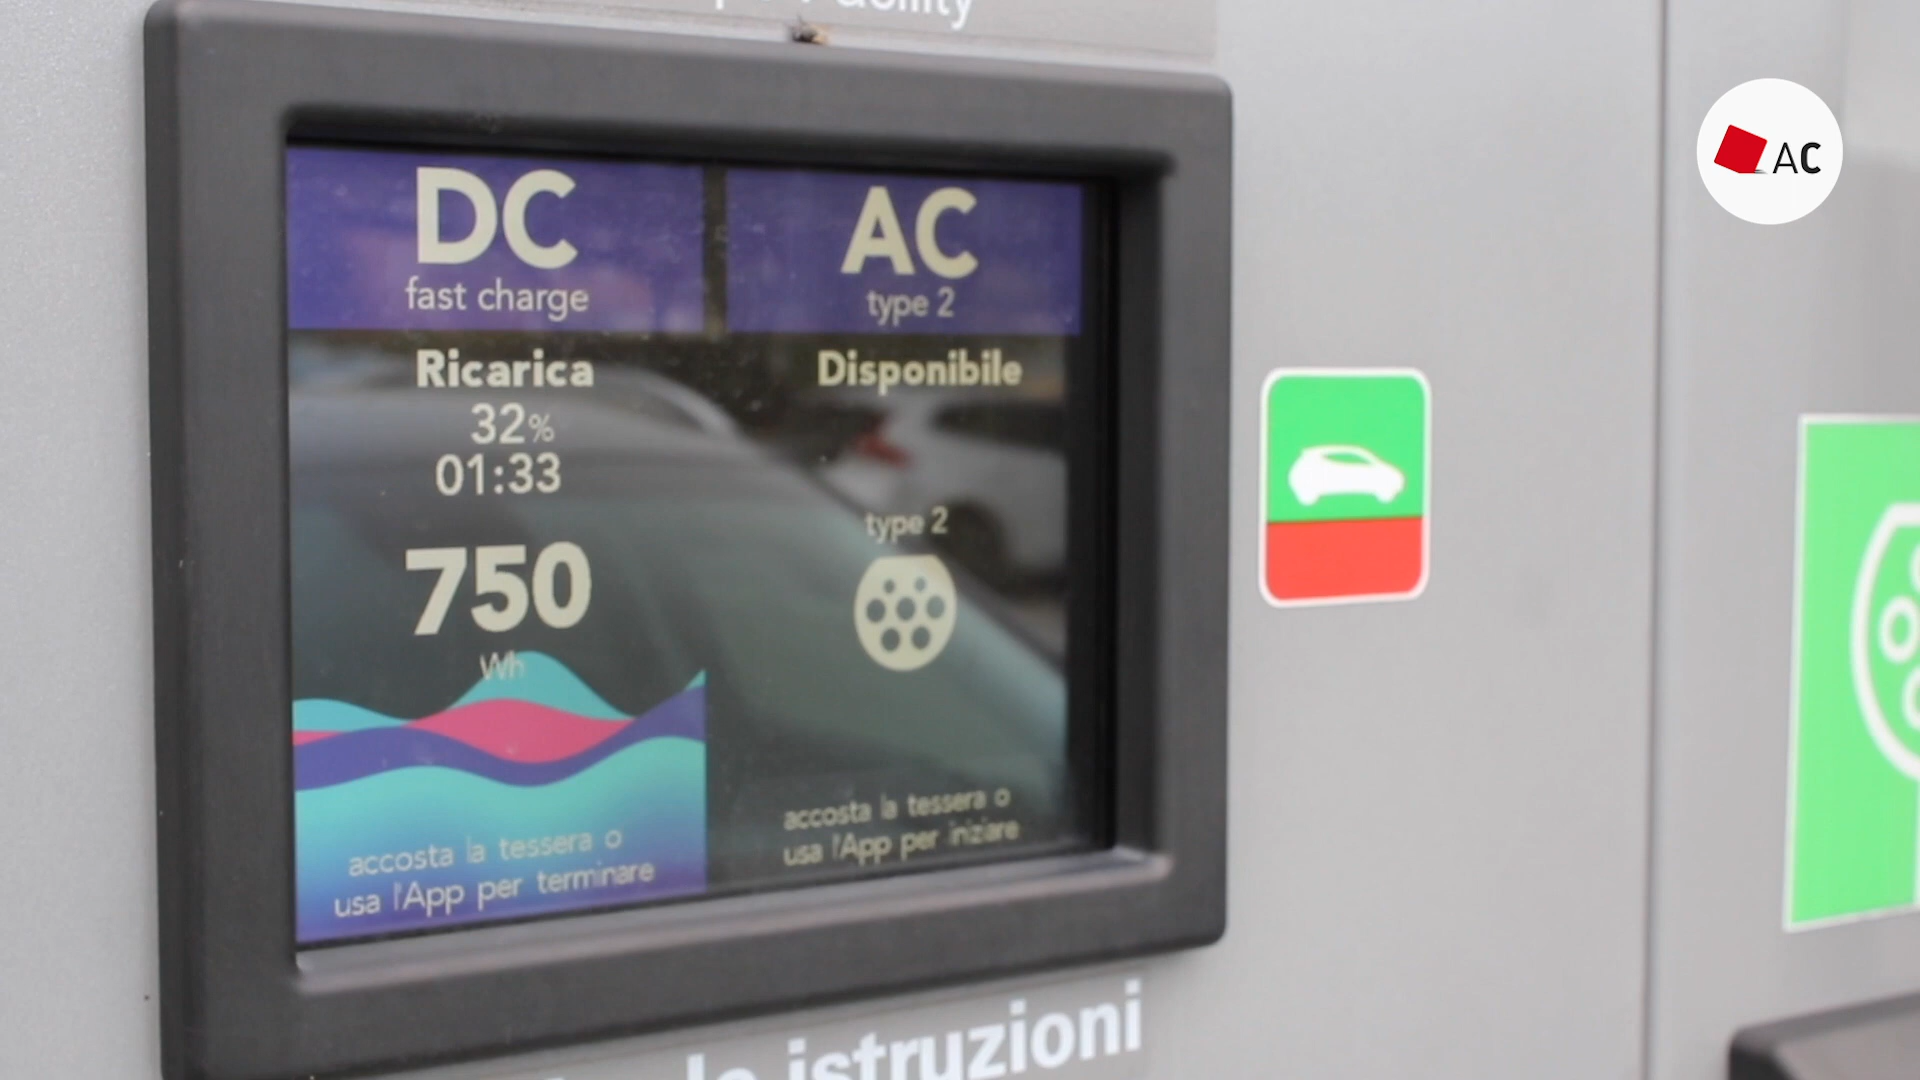 DC
fast charge
Ricarica
32%
01:33
750
Wh
accosta la tessera o
usa l'App per terminare
AC
type 2
Disponibile
type 2
accosta la tessera o
usa l'App per iniziare
istruzioni
AC